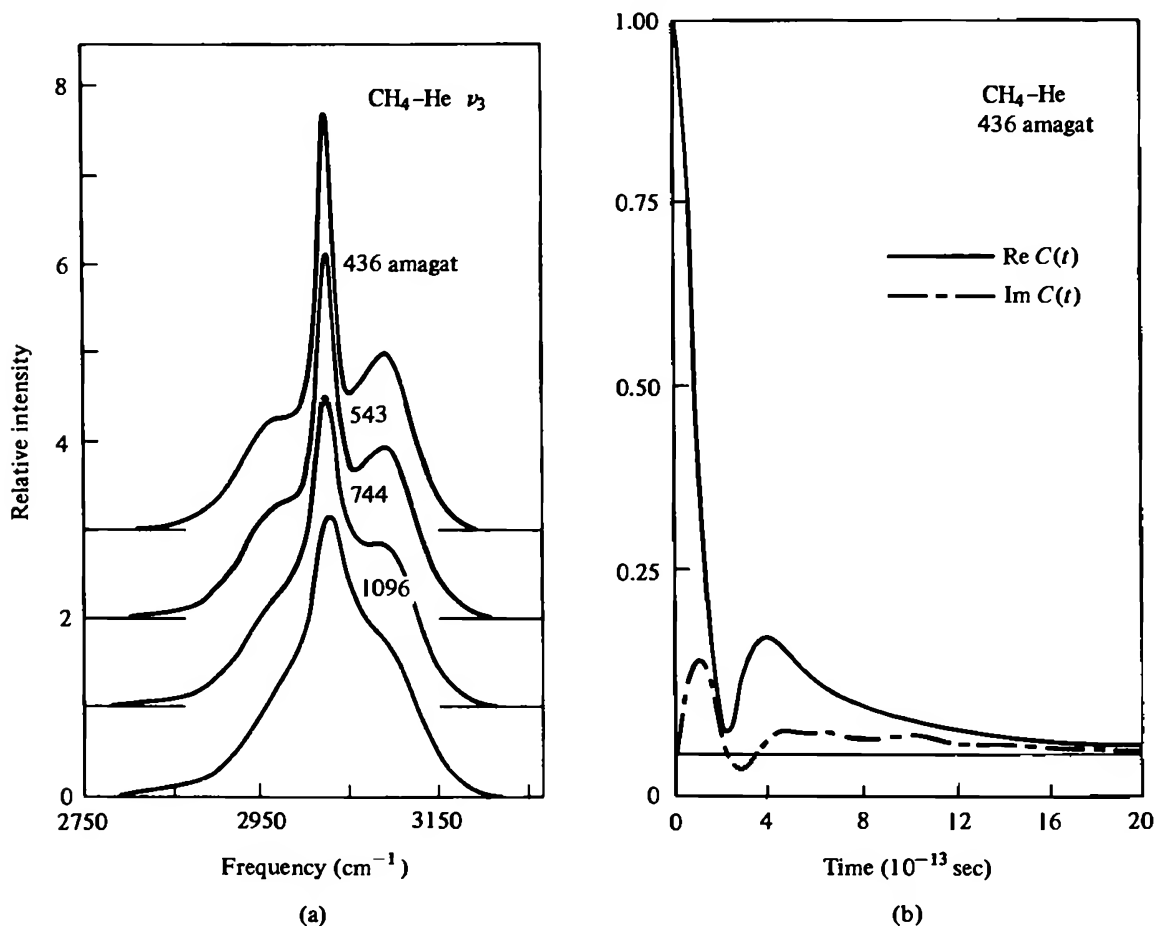 8
6
4
2
0
Relative intensity
CH₄–He ν₃
436 amagat
543
744
1096
2750
2950
3150
Frequency (cm⁻¹)
(a)
1.00
0.75
0.50
0.25
0
CH₄–He
436 amagat
Re C(t)
Im C(t)
0
4
8
12
16
20
Time (10⁻¹³ sec)
(b)